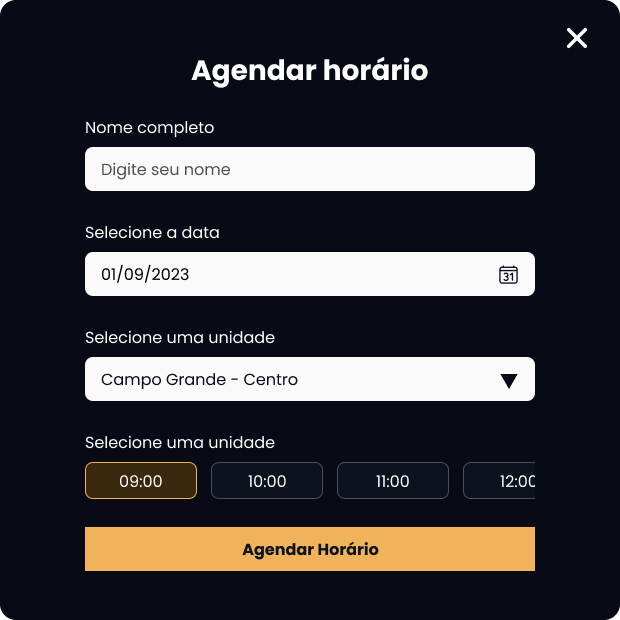 Agendar horário
Nome completo
Digite seu nome
Selecione a data
01/09/2023
31
Selecione uma unidade
Campo Grande - Centro
Selecione uma unidade
09:00 10:00 11:00 12:00
Agendar Horário